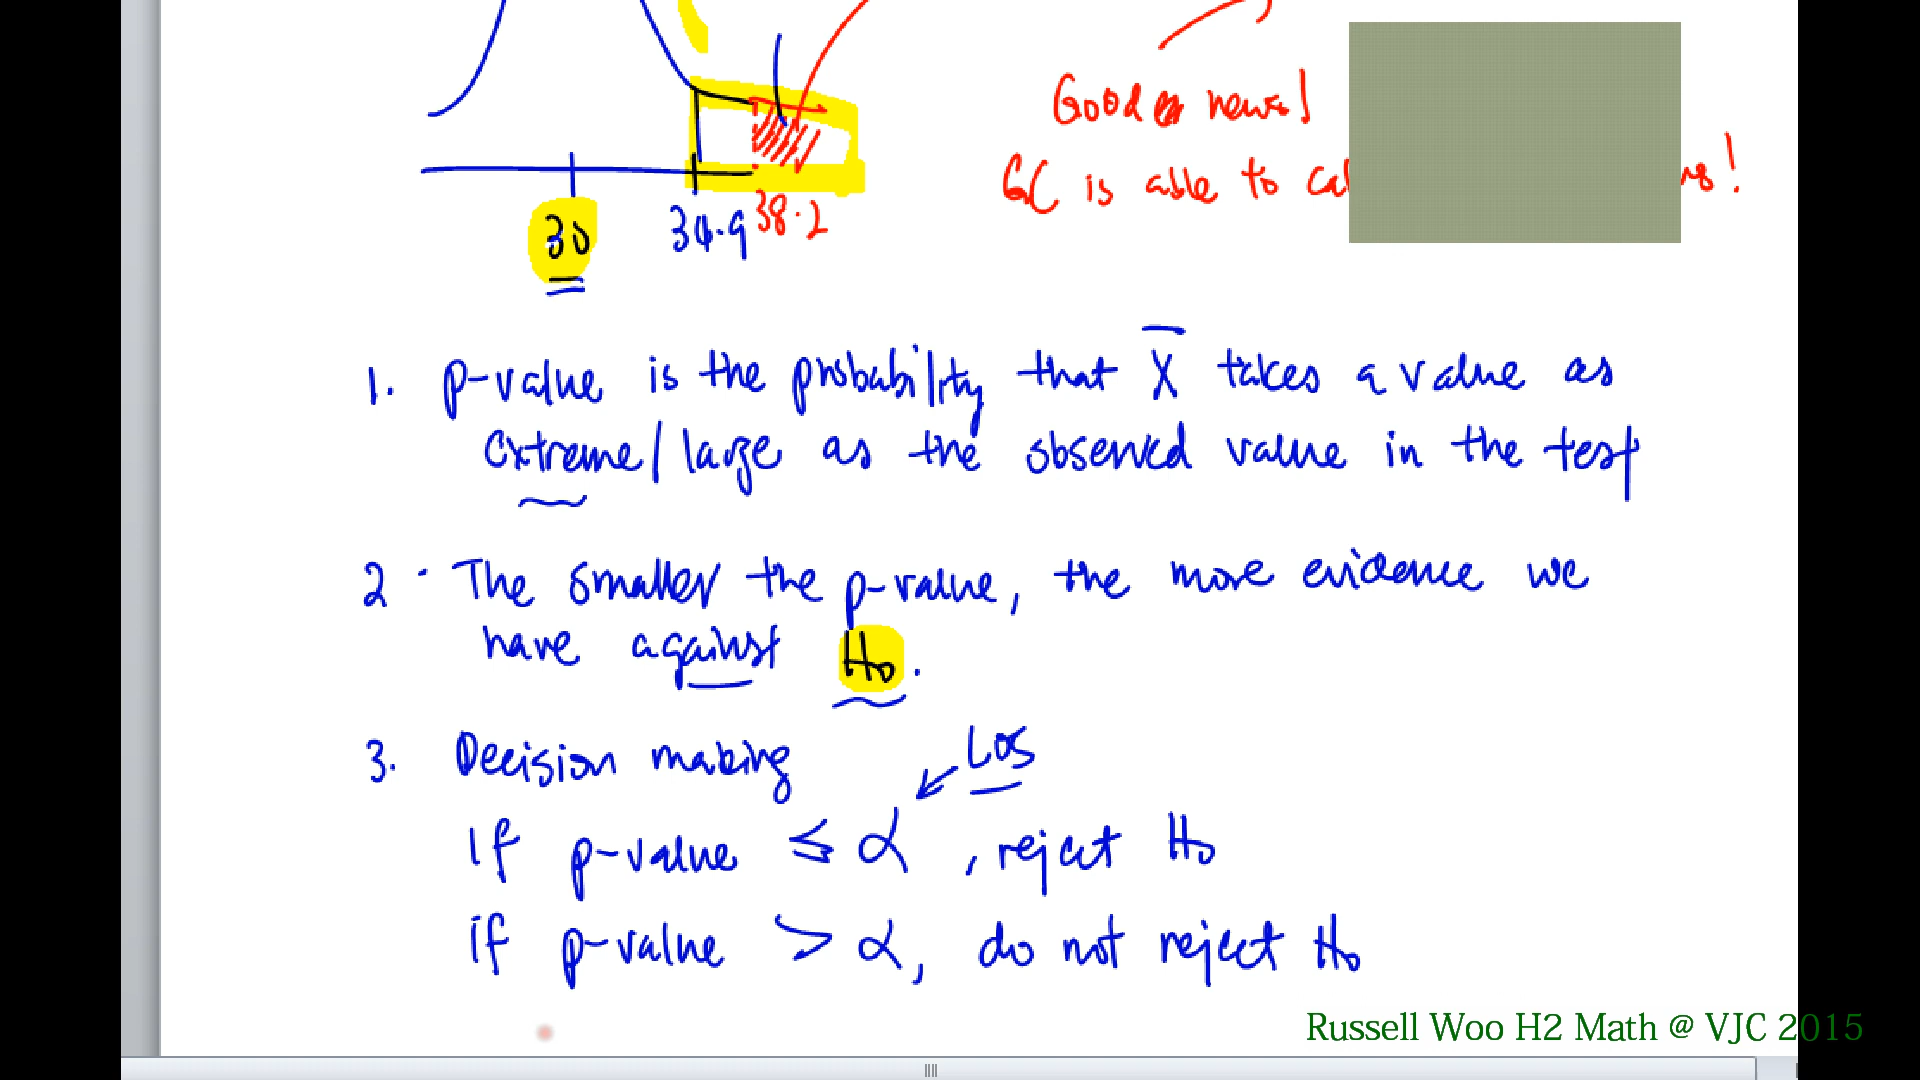 Good news!
GC is able to
30 34.9 38.2
1. p-value is the probability that X̄ takes a value as
extreme/large as the observed value in the test
2. The smaller the p-value, the more evidence we
have against H₀.
3. Decision making
LOS
If p-value ≤ α, reject H₀
if p-value > α, do not reject H₀
Russell Woo H2 Math @ VJC 2015